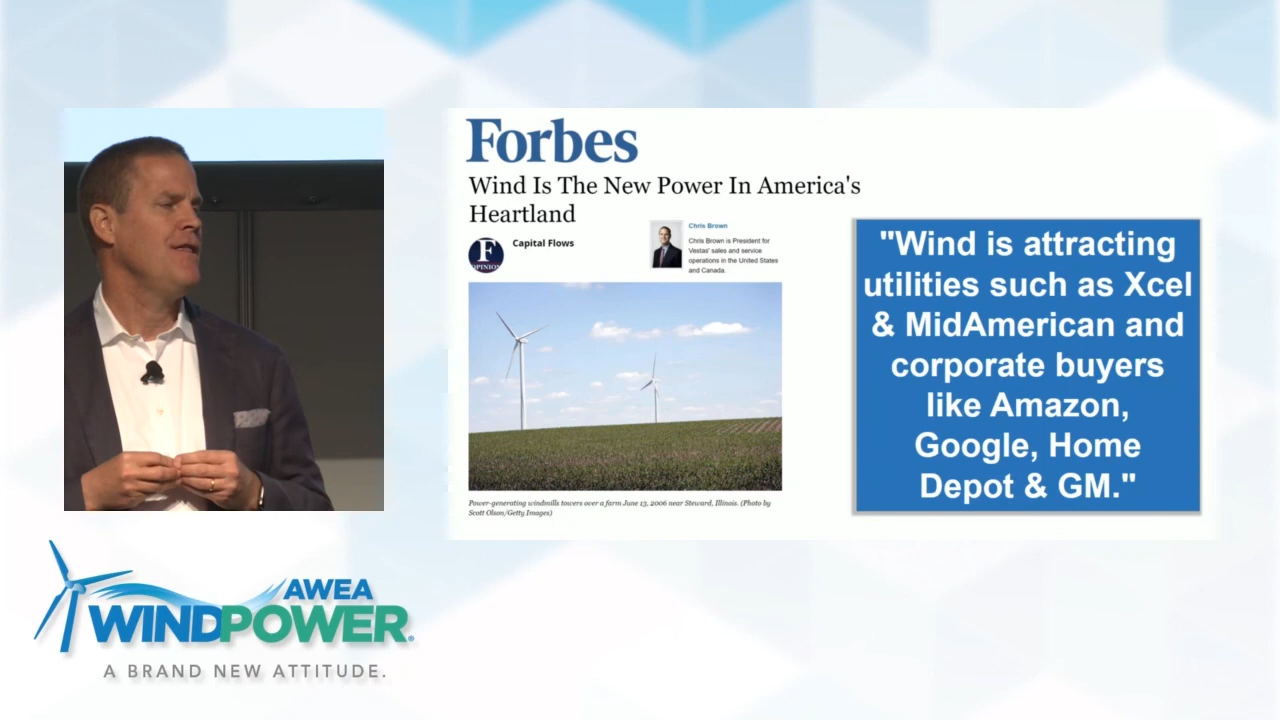 Forbes
Wind Is The New Power In America's
Heartland
F
OPINION
Capital Flows
Chris Brown
Chris Brown is President for
Vestas' sales and service
operations in the United States
and Canada.
Power-generating windmills towers over a farm June 13, 2006 near Steward, Illinois. (Photo by
Scott Olson/Getty Images)
"Wind is attracting
utilities such as Xcel
& MidAmerican and
corporate buyers
like Amazon,
Google, Home
Depot & GM."
AWEA
WINDPOWER®
A BRAND NEW ATTITUDE.